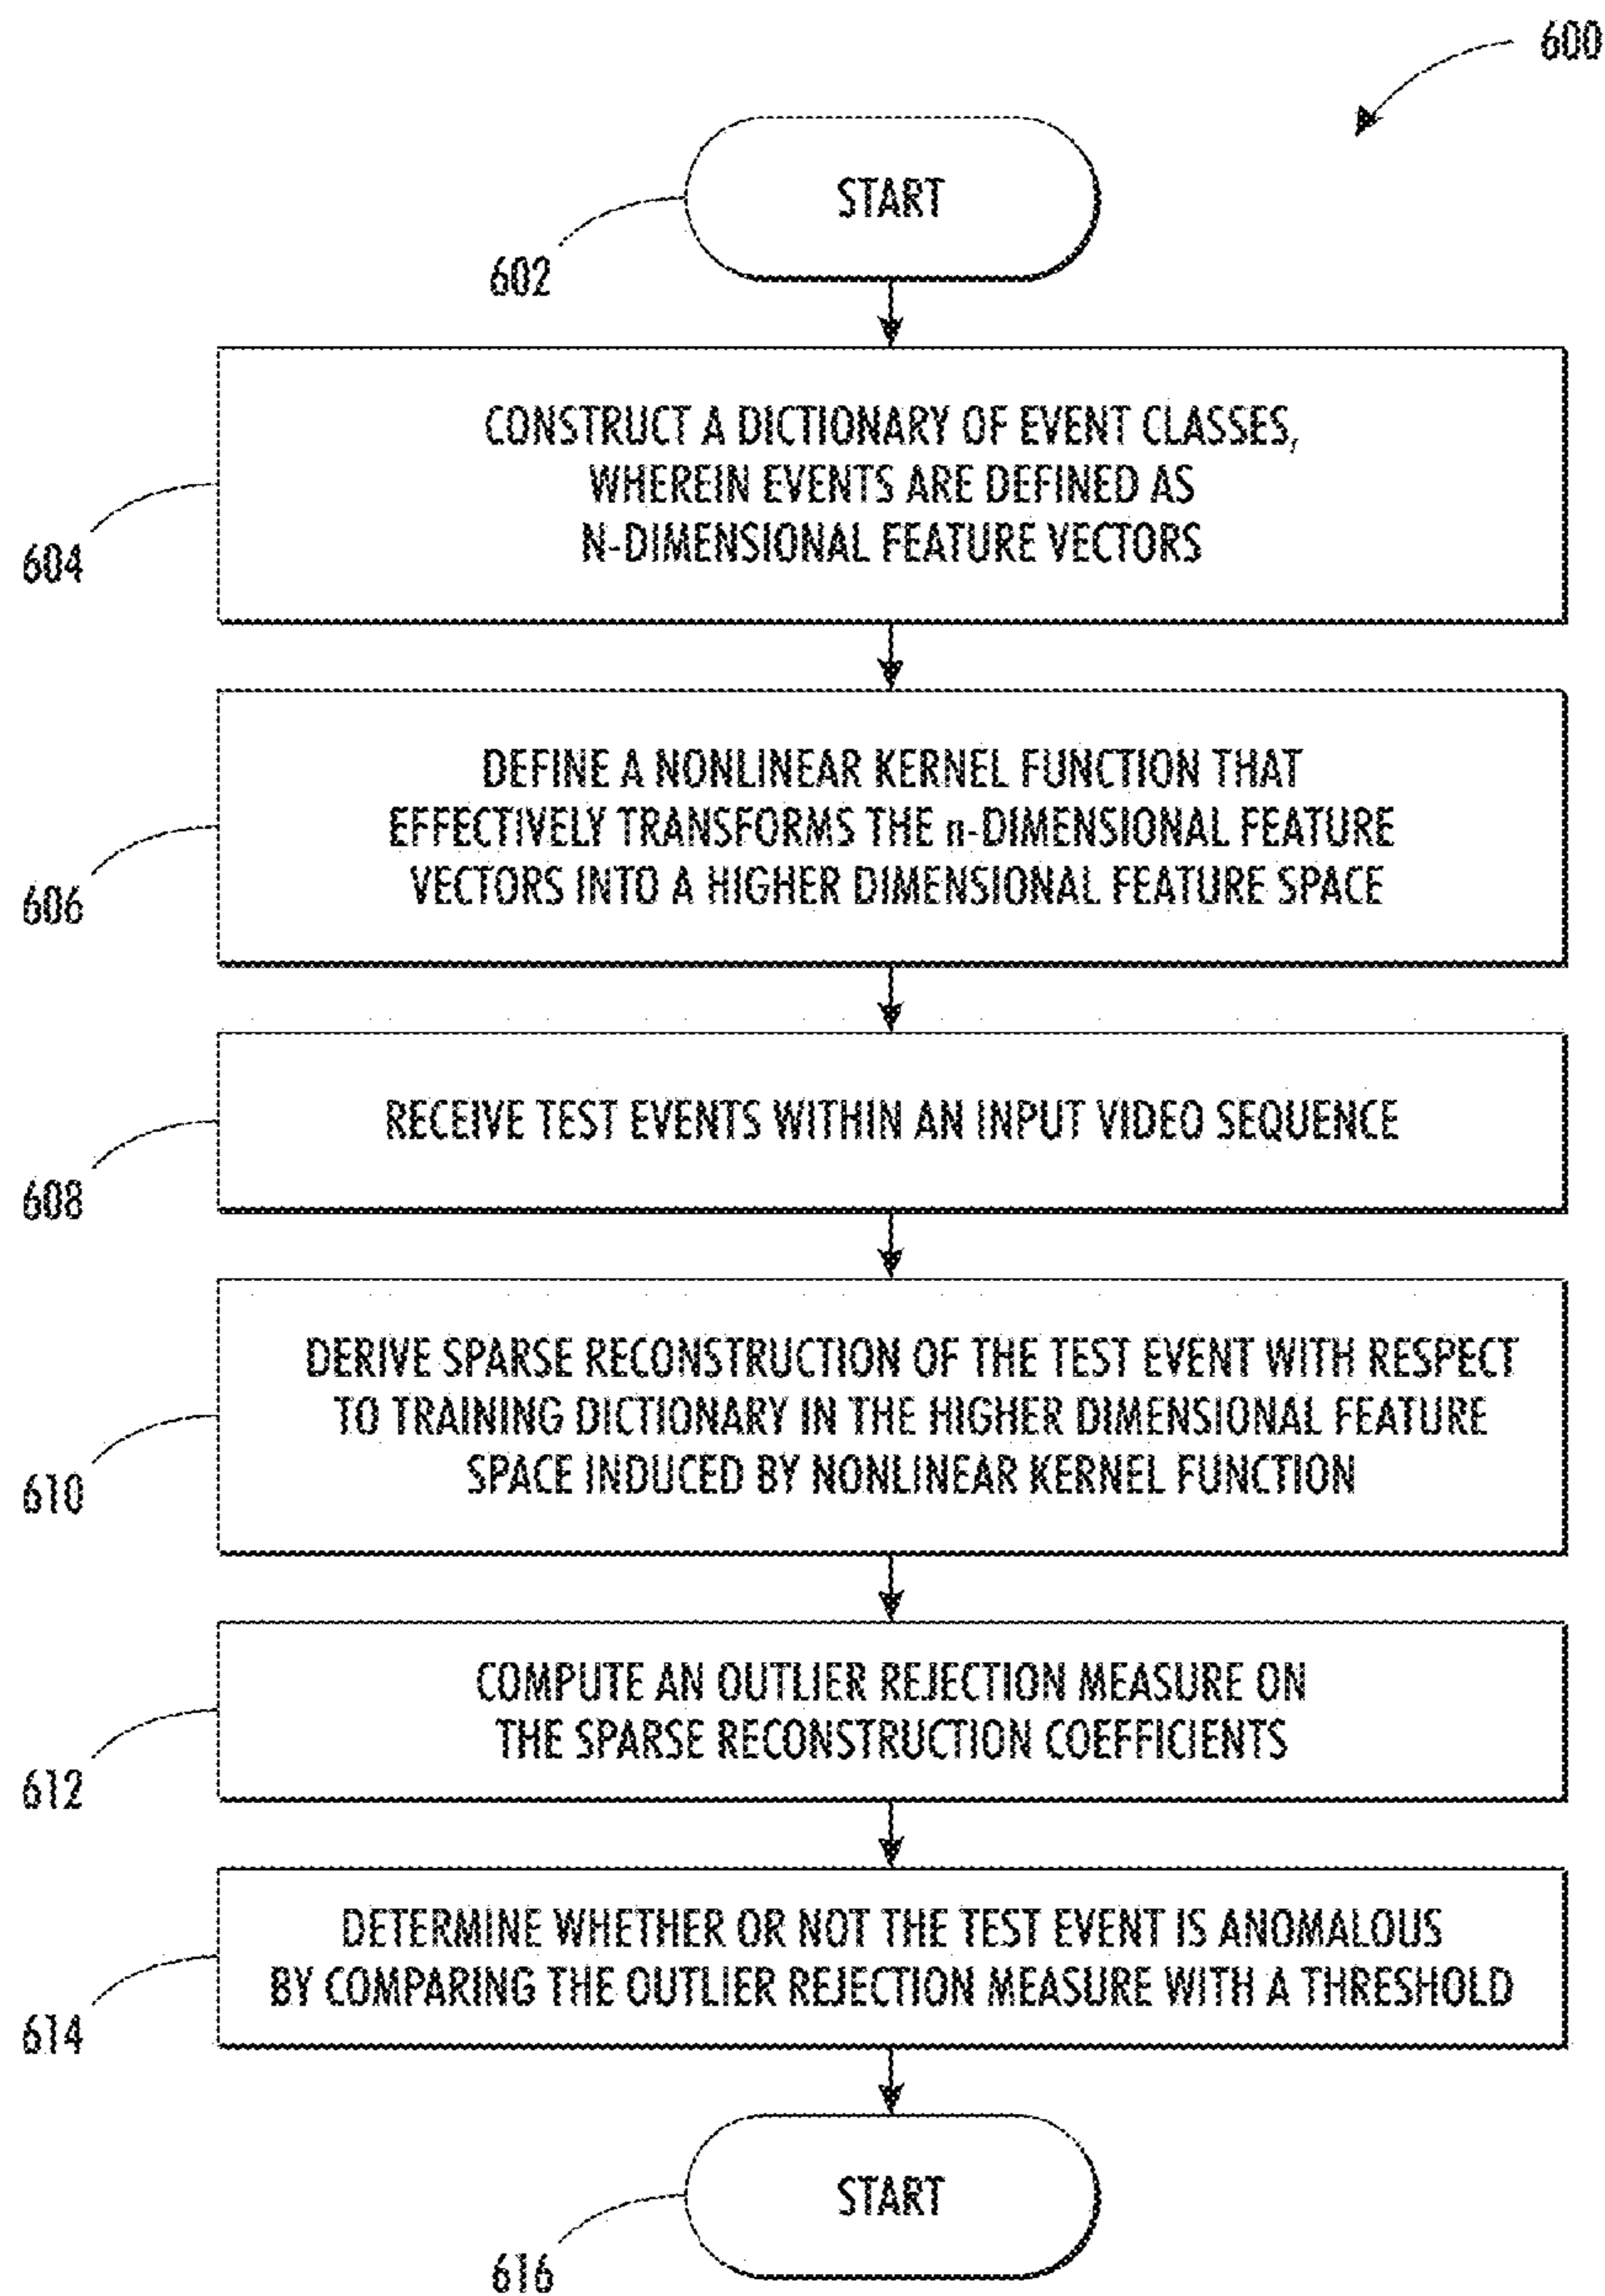 600
START
602
CONSTRUCT A DICTIONARY OF EVENT CLASSES,
WHEREIN EVENTS ARE DEFINED AS
N-DIMENSIONAL FEATURE VECTORS
604
DEFINE A NONLINEAR KERNEL FUNCTION THAT
EFFECTIVELY TRANSFORMS THE n-DIMENSIONAL FEATURE
VECTORS INTO A HIGHER DIMENSIONAL FEATURE SPACE
606
RECEIVE TEST EVENTS WITHIN AN INPUT VIDEO SEQUENCE
608
DERIVE SPARSE RECONSTRUCTION OF THE TEST EVENT WITH RESPECT
TO TRAINING DICTIONARY IN THE HIGHER DIMENSIONAL FEATURE
SPACE INDUCED BY NONLINEAR KERNEL FUNCTION
610
COMPUTE AN OUTLIER REJECTION MEASURE ON
THE SPARSE RECONSTRUCTION COEFFICIENTS
612
DETERMINE WHETHER OR NOT THE TEST EVENT IS ANOMALOUS
BY COMPARING THE OUTLIER REJECTION MEASURE WITH A THRESHOLD
614
START
616